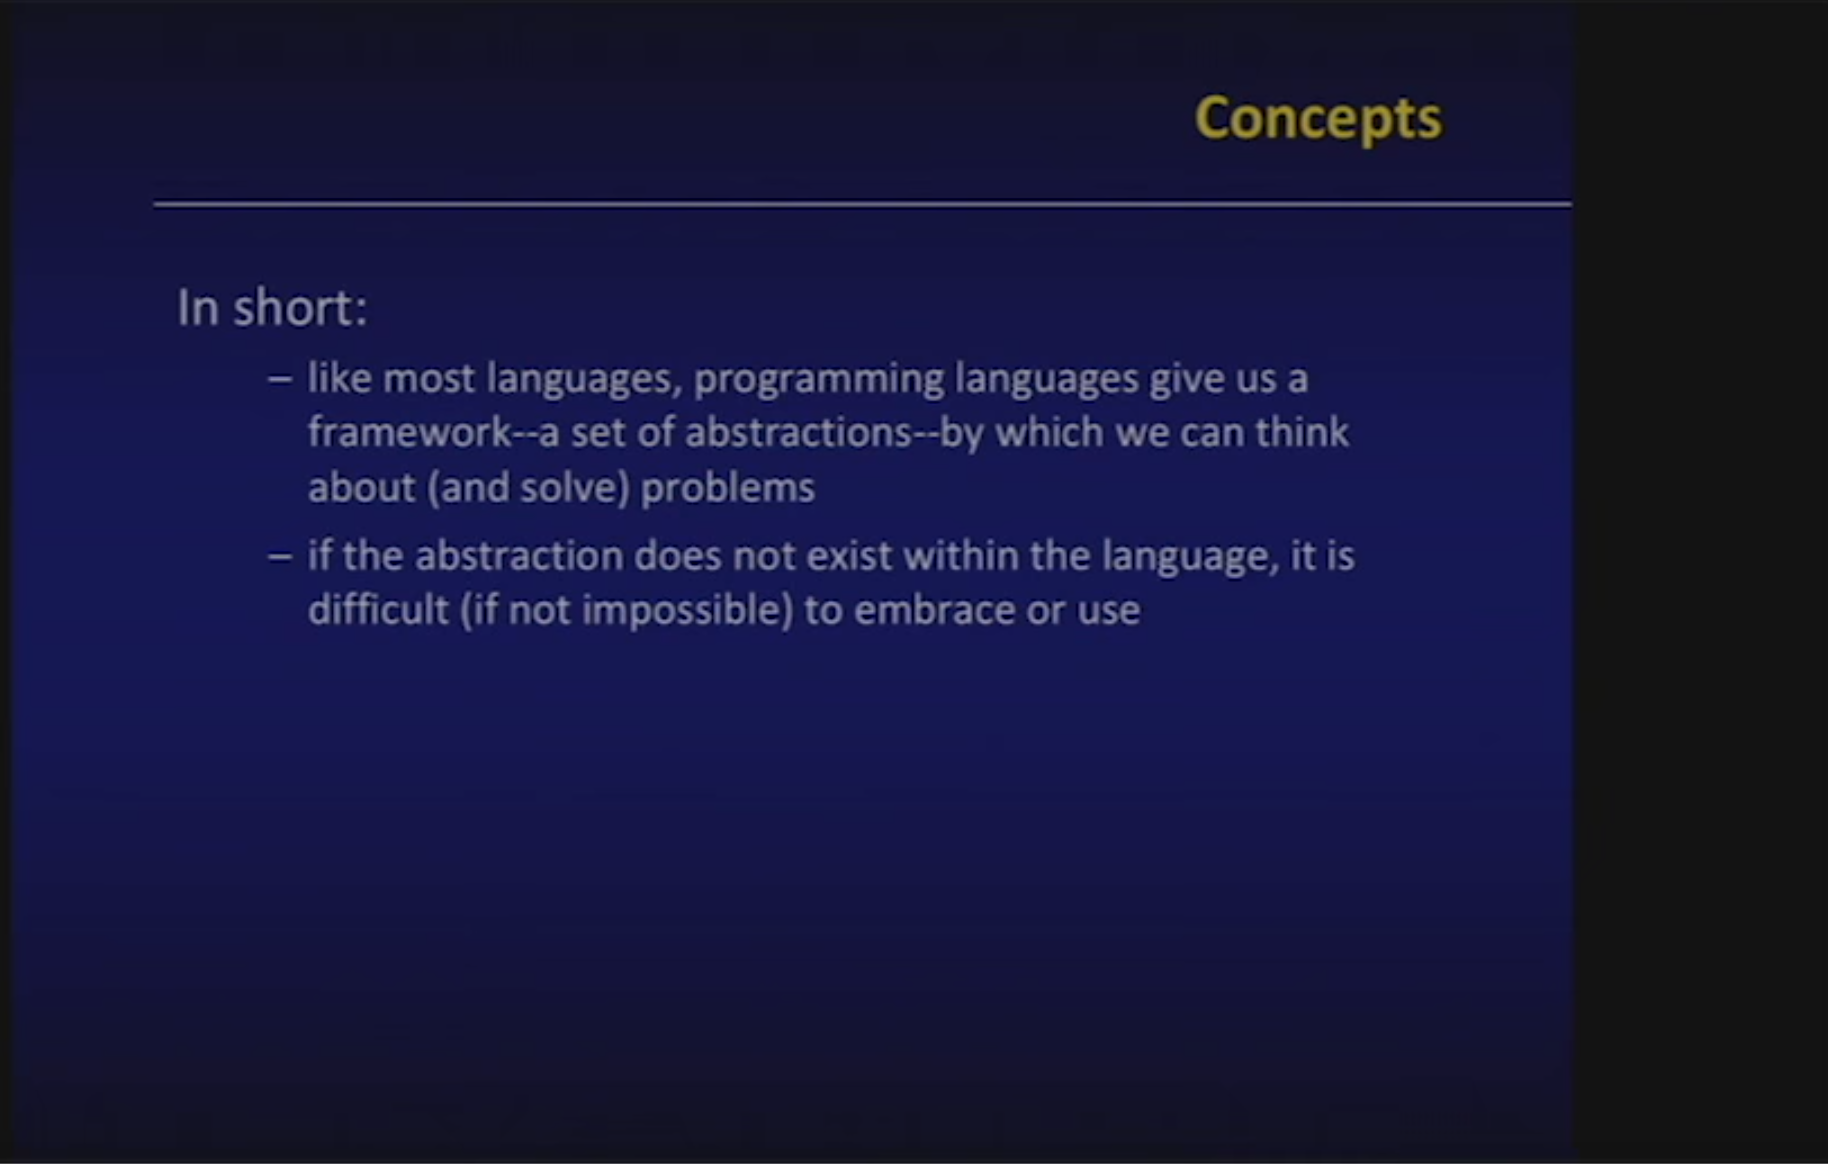 Concepts
In short:
– like most languages, programming languages give us a
framework--a set of abstractions--by which we can think
about (and solve) problems
– if the abstraction does not exist within the language, it is
difficult (if not impossible) to embrace or use